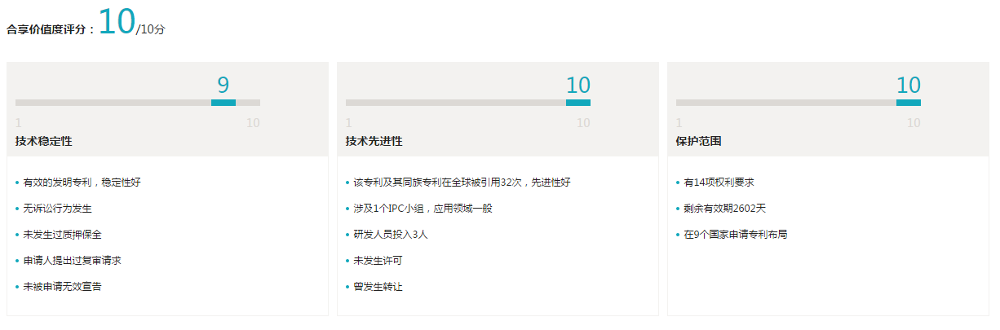 合享价值度评分：10/10分
9
1 10
技术稳定性
有效的发明专利，稳定性好
无诉讼行为发生
未发生过质押保全
申请人提出过复审请求
未被申请无效宣告
10
1 10
技术先进性
该专利及其同族专利在全球被引用32次，先进性好
涉及1个IPC小组，应用领域一般
研发人员投入3人
未发生许可
曾发生转让
10
1 10
保护范围
有14项权利要求
剩余有效期2602天
在9个国家申请专利布局